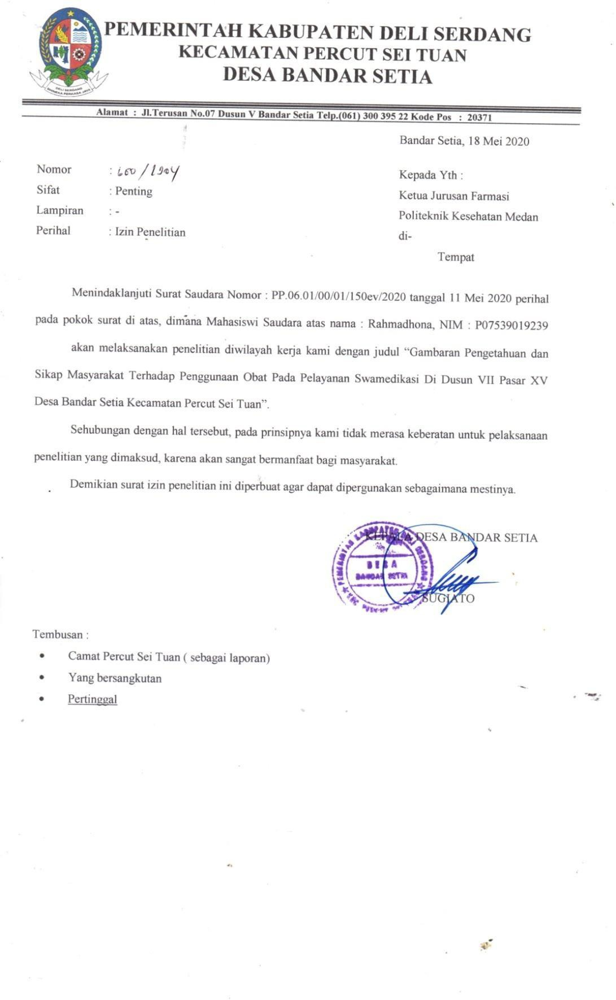 PEMERINTAH KABUPATEN DELI SERDANG
KECAMATAN PERCUT SEI TUAN
DESA BANDAR SETIA
DELI SERDANG
BHINEKA PERKASA JAYA
Alamat : Jl.Terusan No.07 Dusun V Bandar Setia Telp.(061) 300 395 22 Kode Pos : 20371
Bandar Setia, 18 Mei 2020
Nomor :
Sifat : Penting
Lampiran : -
Perihal : Izin Penelitian
Kepada Yth :
Ketua Jurusan Farmasi
Politeknik Kesehatan Medan
di-
Tempat
Menindaklanjuti Surat Saudara Nomor : PP.06.01/00/01/150ev/2020 tanggal 11 Mei 2020 perihal
pada pokok surat di atas, dimana Mahasiswi Saudara atas nama : Rahmadhona, NIM : P07539019239
akan melaksanakan penelitian diwilayah kerja kami dengan judul “Gambaran Pengetahuan dan
Sikap Masyarakat Terhadap Penggunaan Obat Pada Pelayanan Swamedikasi Di Dusun VII Pasar XV
Desa Bandar Setia Kecamatan Percut Sei Tuan”.
Sehubungan dengan hal tersebut, pada prinsipnya kami tidak merasa keberatan untuk pelaksanaan
penelitian yang dimaksud, karena akan sangat bermanfaat bagi masyarakat.
Demikian surat izin penelitian ini diperbuat agar dapat dipergunakan sebagaimana mestinya.
KEPALA DESA BANDAR SETIA
PEMERINTAH KABUPATEN DELI SERDANG
DESA
BANDAR SETIA
SUGIATO
Tembusan :
• Camat Percut Sei Tuan ( sebagai laporan)
• Yang bersangkutan
• Pertinggal